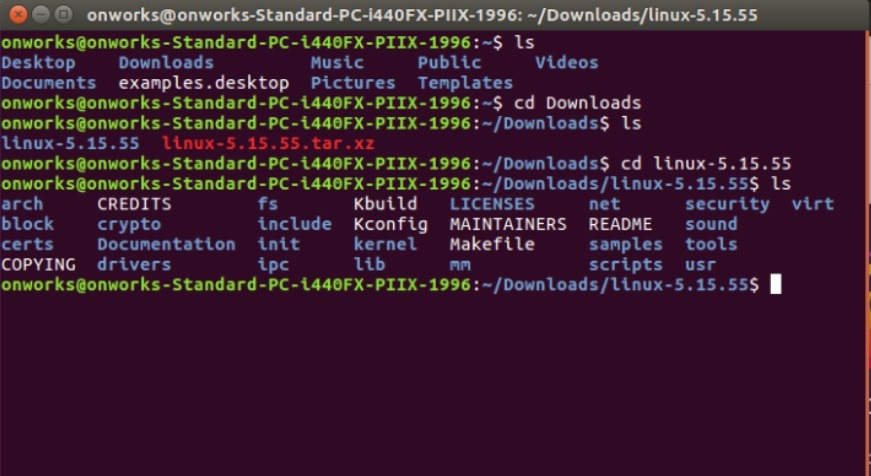 onworks@onworks-Standard-PC-i440FX-PIIX-1996: ~/Downloads/linux-5.15.55
onworks@onworks-Standard-PC-i440FX-PIIX-1996:~$ ls
Desktop    Downloads         Music     Public     Videos
Documents  examples.desktop  Pictures  Templates
onworks@onworks-Standard-PC-i440FX-PIIX-1996:~$ cd Downloads
onworks@onworks-Standard-PC-i440FX-PIIX-1996:~/Downloads$ ls
linux-5.15.55  linux-5.15.55.tar.xz
onworks@onworks-Standard-PC-i440FX-PIIX-1996:~/Downloads$ cd linux-5.15.55
onworks@onworks-Standard-PC-i440FX-PIIX-1996:~/Downloads/linux-5.15.55$ ls
arch     CREDITS        fs       Kbuild   LICENSES     net      security  virt
block    crypto         include  Kconfig  MAINTAINERS  README   sound
certs    Documentation  init     kernel   Makefile     samples  tools
COPYING  drivers        ipc      lib      mm           scripts  usr
onworks@onworks-Standard-PC-i440FX-PIIX-1996:~/Downloads/linux-5.15.55$